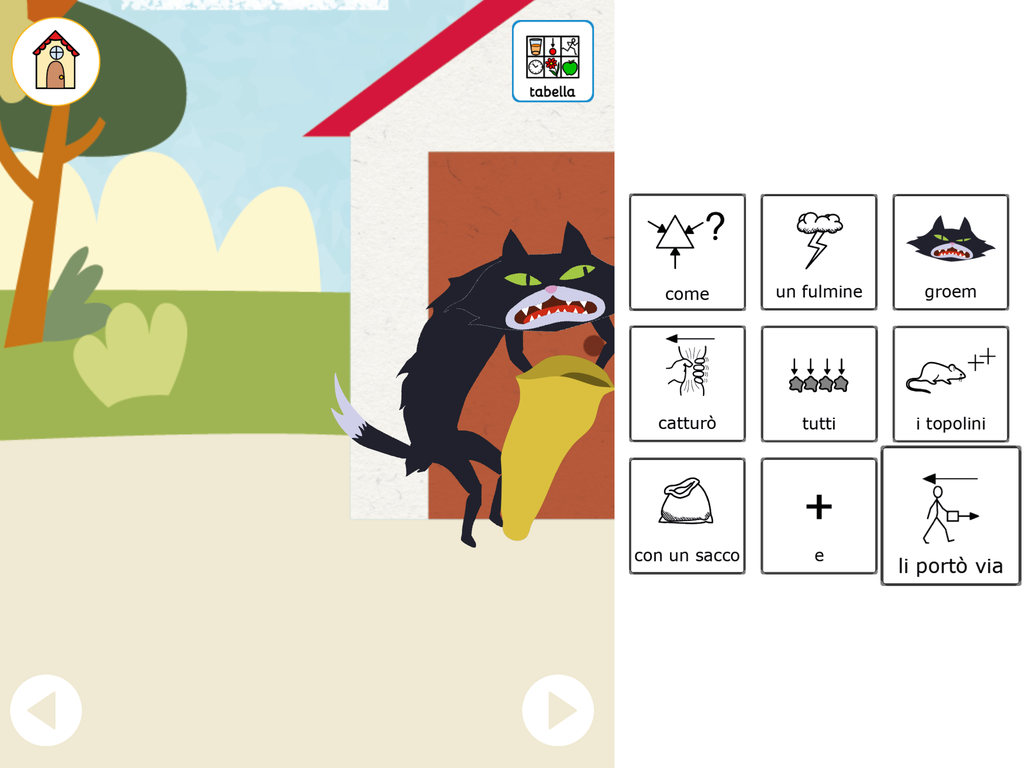 tabella
come
un fulmine
groem
catturò
tutti
i topolini
con un sacco
e
li portò via